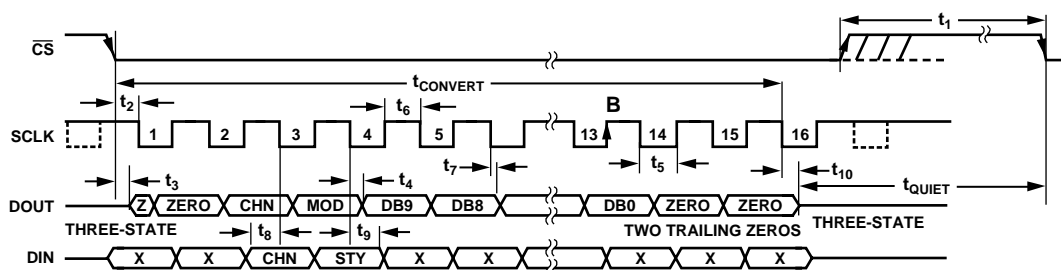 t1
CS
tCONVERT
t2 t6 B
SCLK 1 2 3 4 5 13 14 15 16
t3 t4 t7 t5 t10 tQUIET
DOUT Z ZERO CHN MOD DB9 DB8 DB0 ZERO ZERO
THREE-STATE t8 t9 TWO TRAILING ZEROS THREE-STATE
DIN X X CHN STY X X X X X